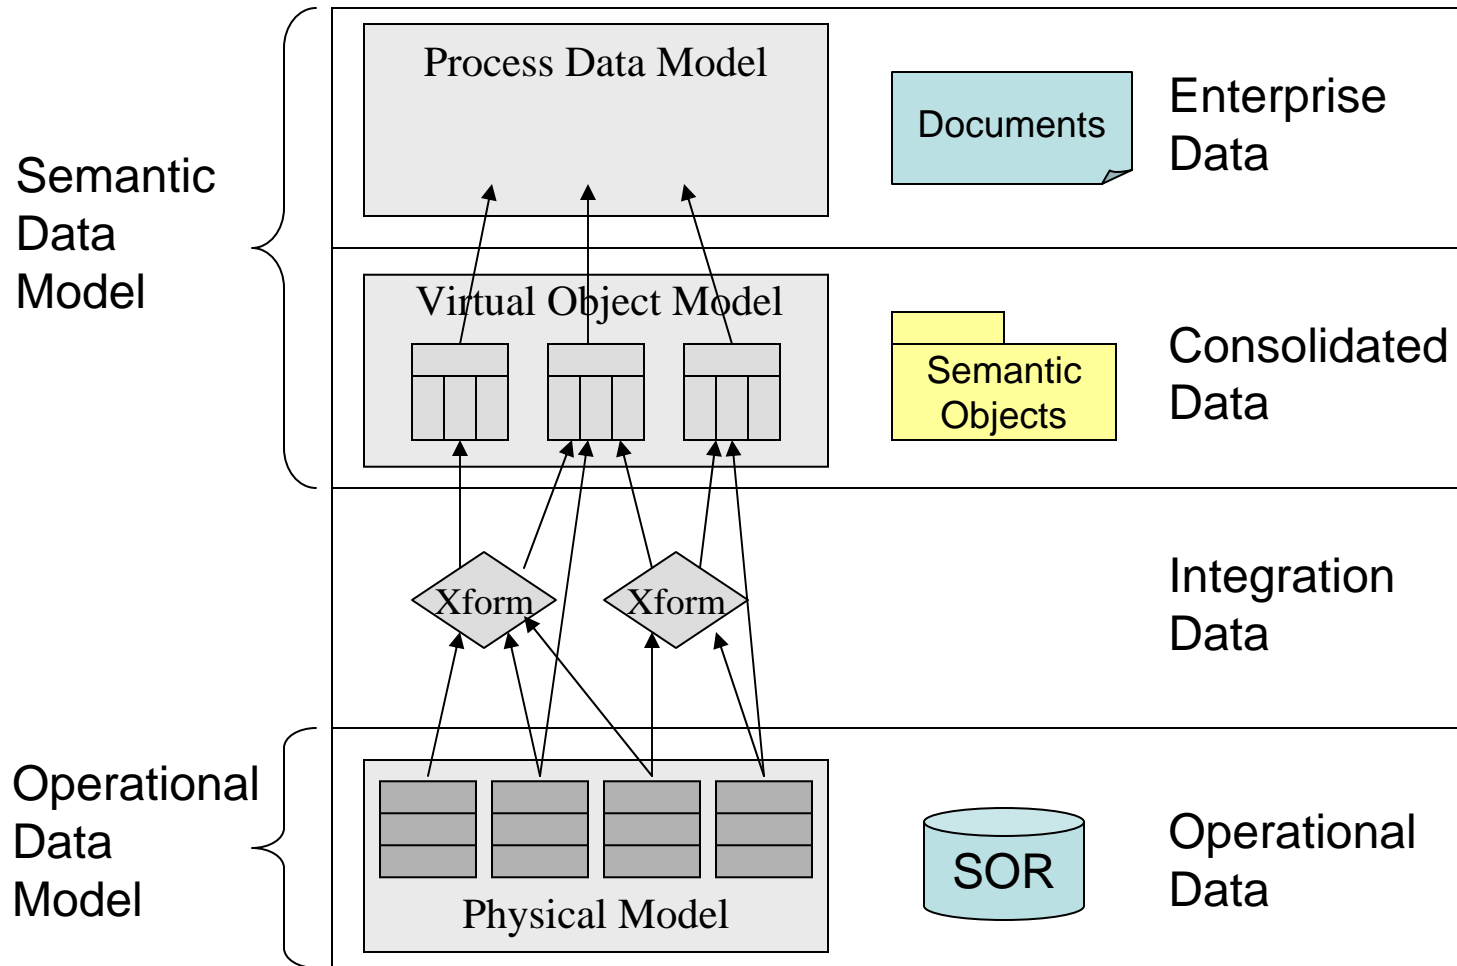 Process Data Model
Documents
Enterprise
Data
Semantic
Data
Model
Virtual Object Model
Semantic
Objects
Consolidated
Data
Xform
Xform
Integration
Data
Operational
Data
Model
Physical Model
SOR
Operational
Data